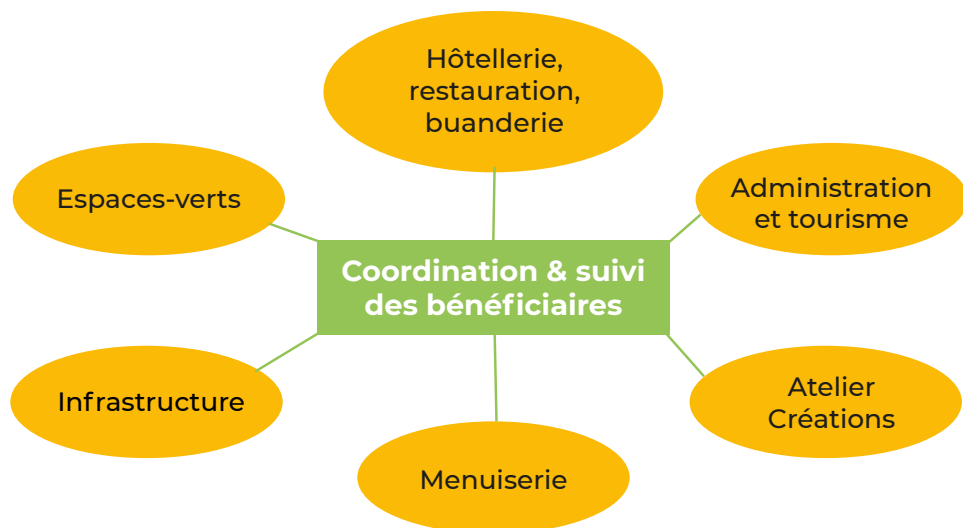 Hôtellerie,
restauration,
buanderie
Espaces-verts
Administration
et tourisme
Coordination & suivi
des bénéficiaires
Infrastructure
Atelier
Créations
Menuiserie